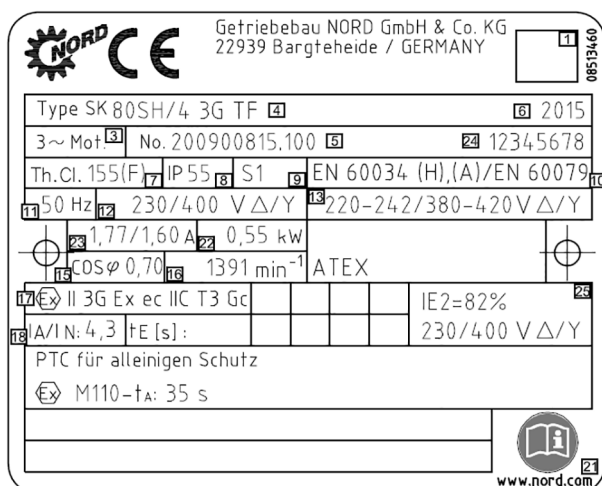 NORD CE
Getriebebau NORD GmbH & Co. KG
22939 Bargteheide / GERMANY
1
08513460
Type SK 80SH/4 3G TF 4 6 2015
3~ Mot. 3 No. 200900815.100 5 24 12345678
Th.Cl. 155(F) 7 IP 55 8 S1 9 EN 60034 (H),(A)/EN 60079 10
11 50 Hz 12 230/400 V △/Y 13 220-242/380-420V △/Y
23 1,77/1,60 A 22 0,55 kW
15 COSφ 0,70 16 1391 min⁻¹ ATEX
17 Ex II 3G Ex ec IIC T3 Gc IE2=82% 25
18 IA/I N: 4,3 tE [s] : 230/400 V △/Y
PTC für alleinigen Schutz
Ex M110-tA: 35 s
i
21
www.nord.com